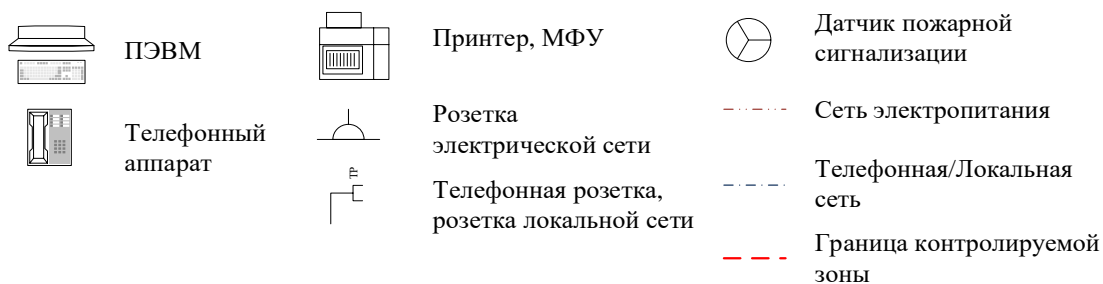 ПЭВМ
Телефонный
аппарат
Принтер, МФУ
Розетка
электрической сети
ТР
Телефонная розетка,
розетка локальной сети
Датчик пожарной
сигнализации
Сеть электропитания
Телефонная/Локальная
сеть
Граница контролируемой
зоны